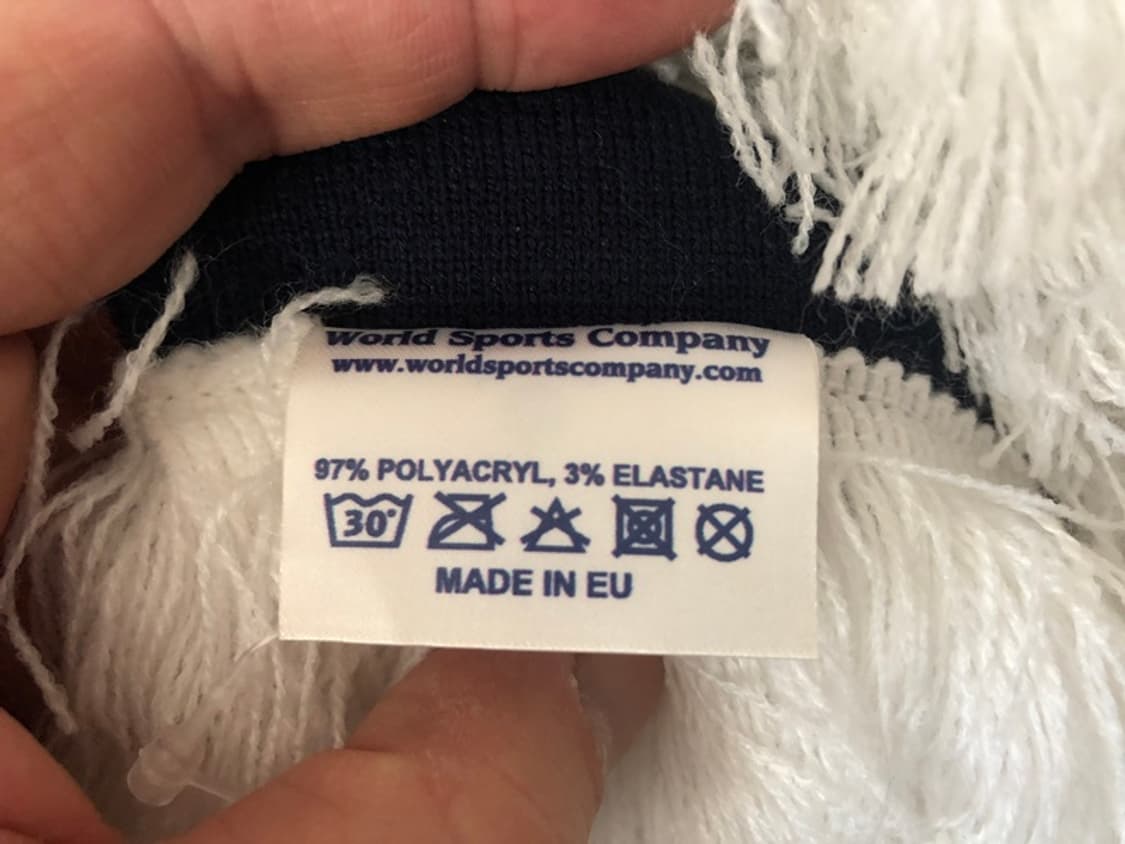 World Sports Company
www.worldsportscompany.com
97% POLYACRYL, 3% ELASTANE
30°
MADE IN EU